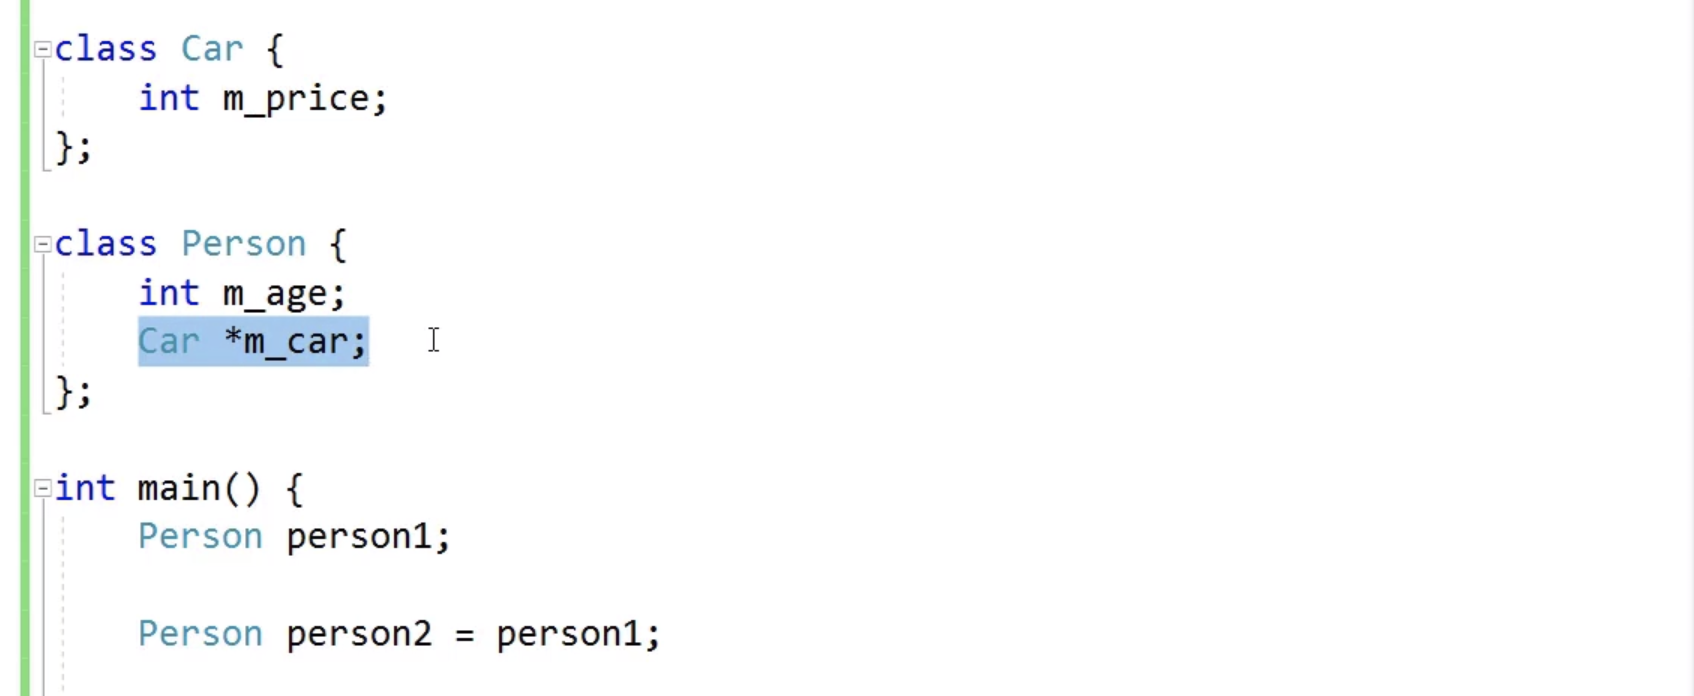 class Car {
    int m_price;
};
class Person {
    int m_age;
    Car *m_car;
};
int main() {
    Person person1;
    Person person2 = person1;